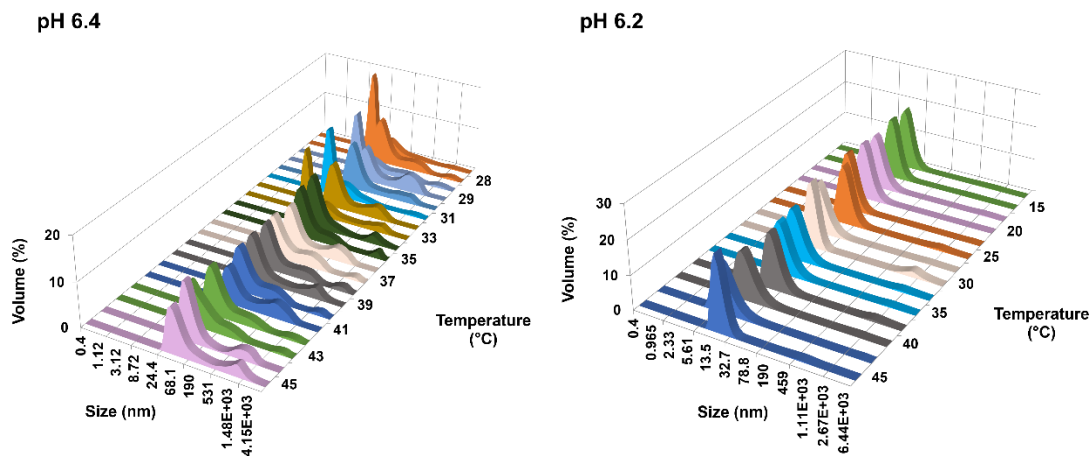 pH 6.4
20
10
0
Volume (%)
0.4
1.12
3.12
8.72
24.4
68.1
190
531
1.48E+03
4.15E+03
Size (nm)
28
29
31
33
35
37
39
41
43
45
Temperature
(°C)
pH 6.2
30
20
10
0
Volume (%)
0.4
0.965
2.33
5.61
13.5
32.7
78.8
190
459
1.11E+03
2.67E+03
6.44E+03
Size (nm)
15
20
25
30
35
40
45
Temperature
(°C)